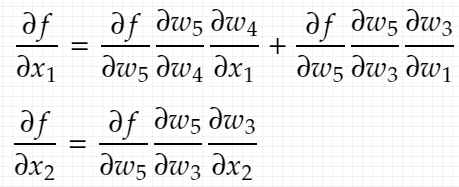 ∂f/∂x₁ = ∂f/∂w₅ ∂w₅/∂w₄ ∂w₄/∂x₁ + ∂f/∂w₅ ∂w₅/∂w₃ ∂w₃/∂w₁
∂f/∂x₂ = ∂f/∂w₅ ∂w₅/∂w₃ ∂w₃/∂x₂